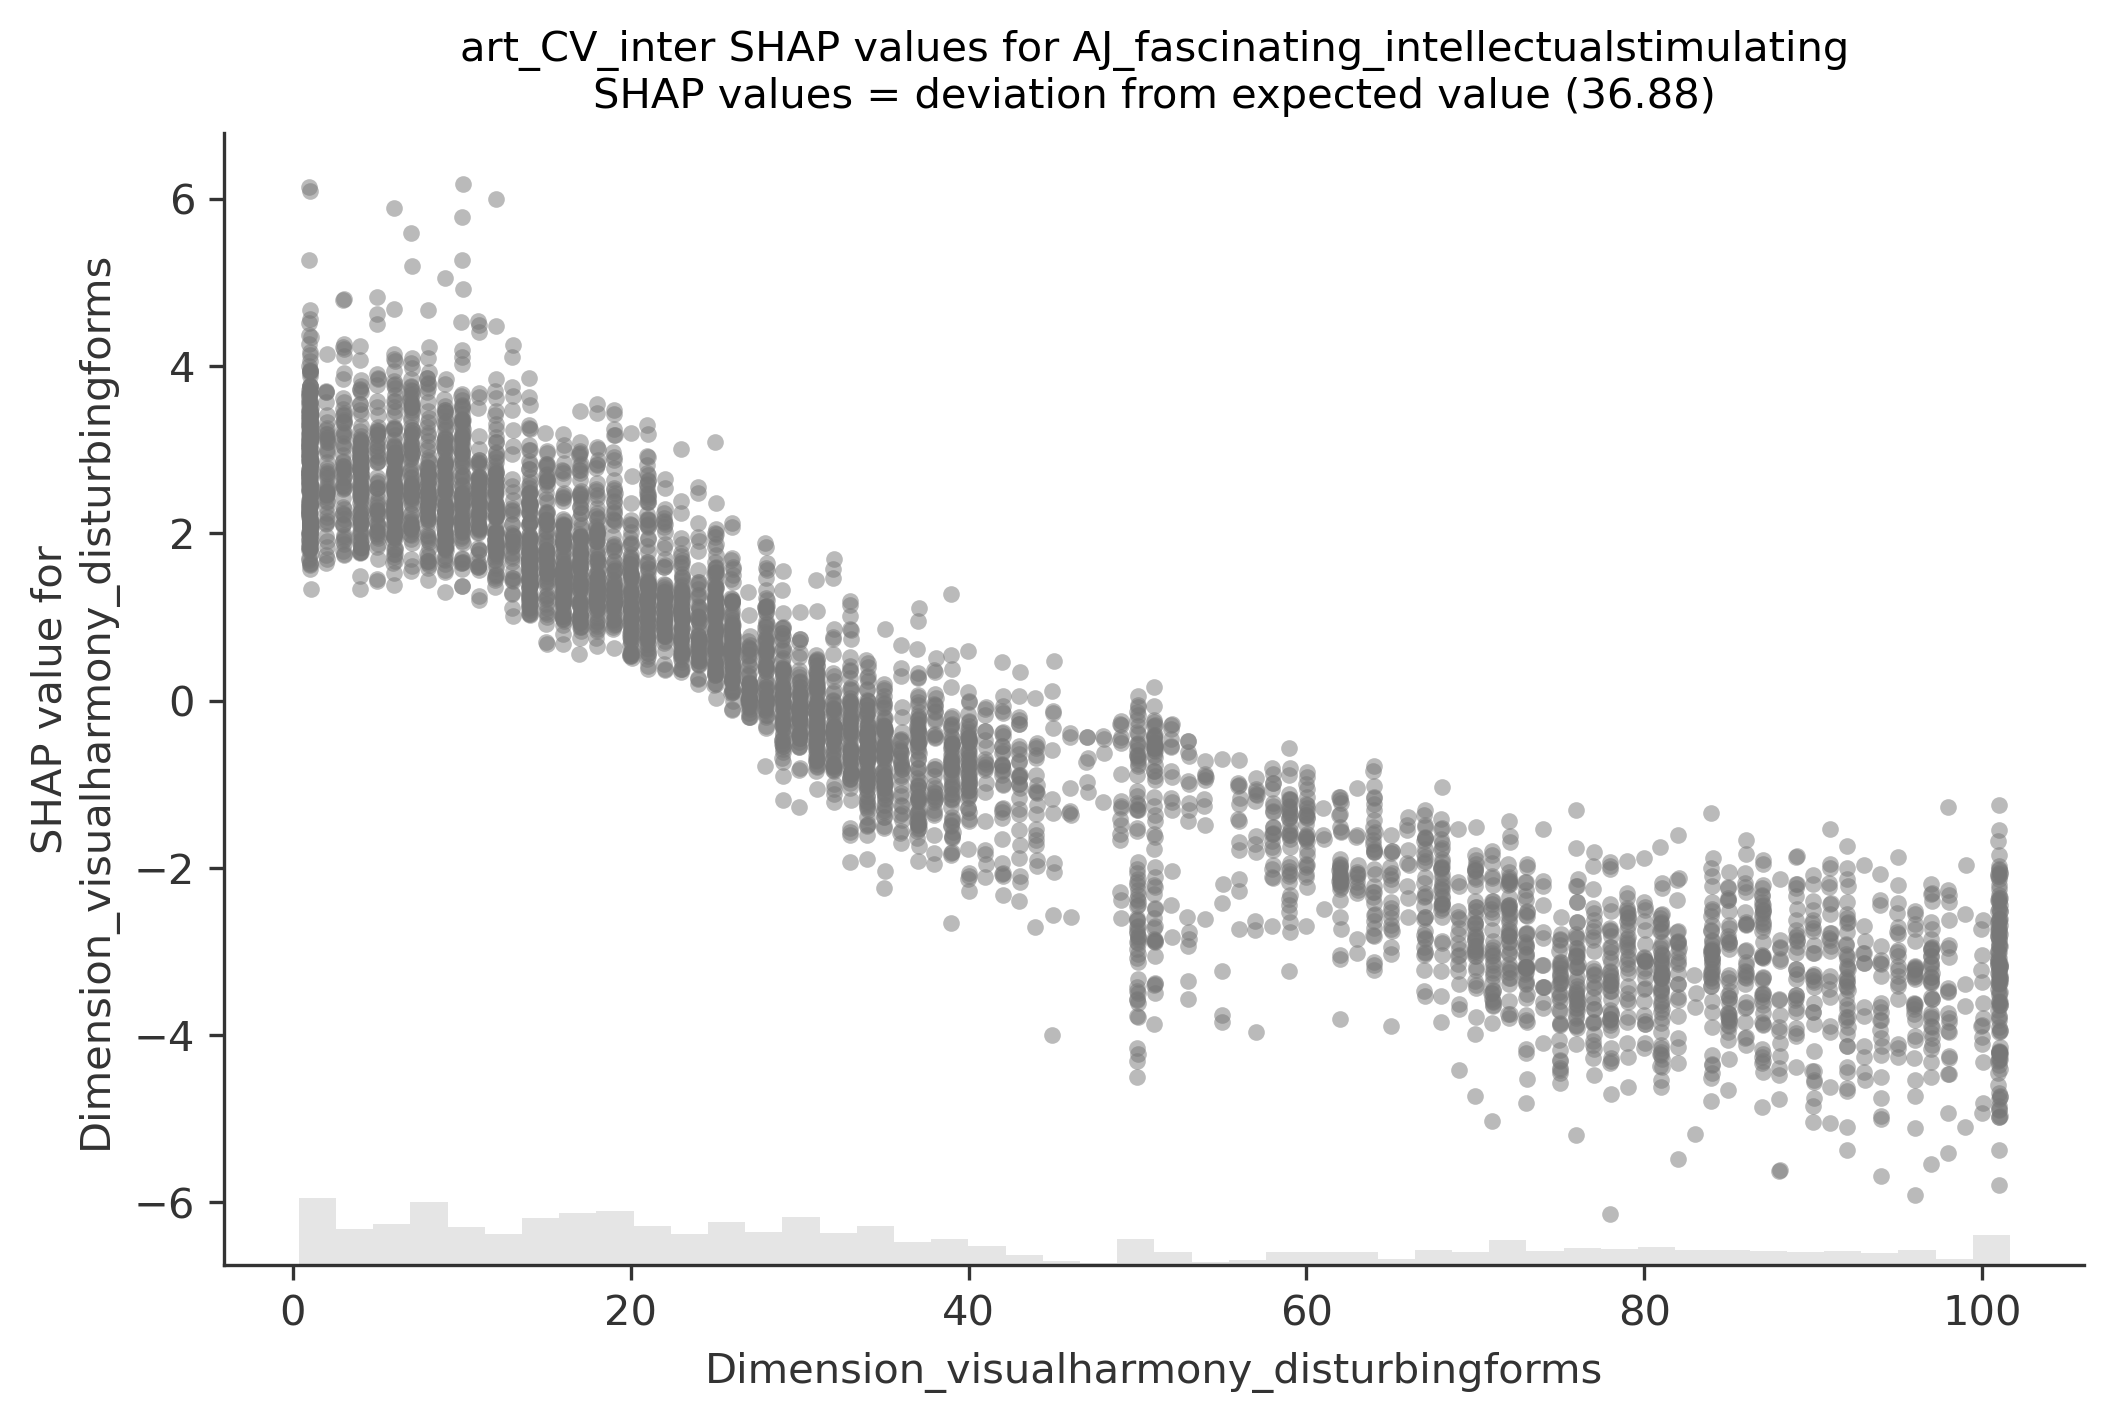 art_CV_inter SHAP values for AJ_fascinating_intellectualstimulating
SHAP values = deviation from expected value (36.88)
SHAP value for
Dimension_visualharmony_disturbingforms
6
4
2
0
−2
−4
−6
0
20
40
60
80
100
Dimension_visualharmony_disturbingforms